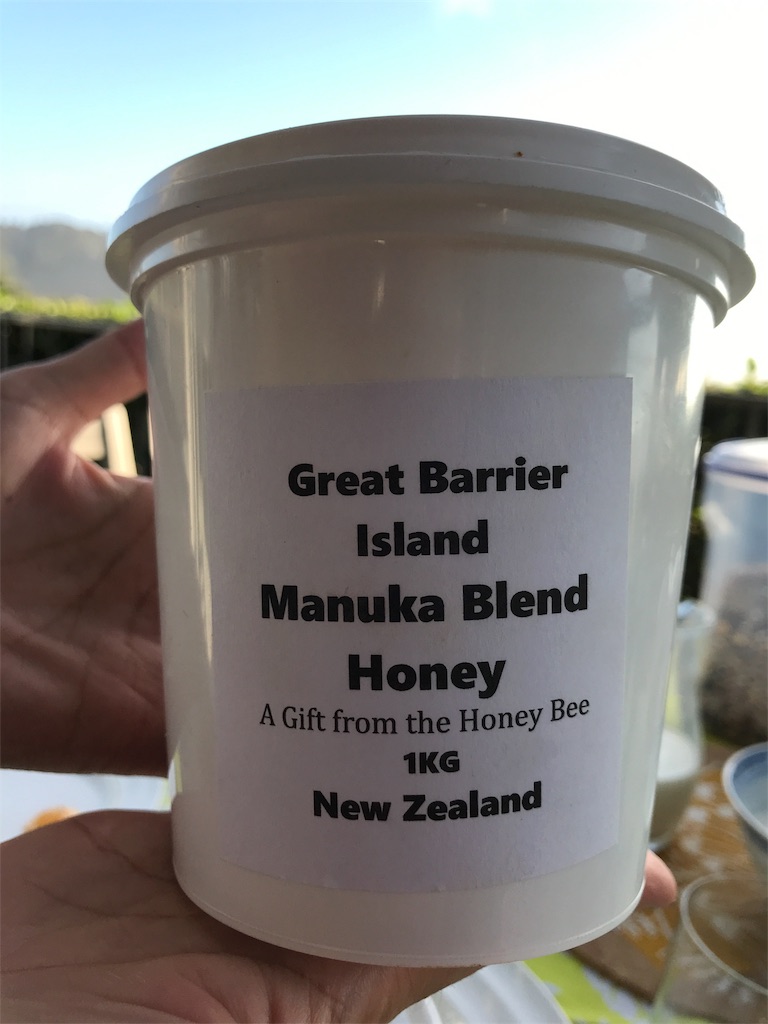 Great Barrier
Island
Manuka Blend
Honey
A Gift from the Honey Bee
1KG
New Zealand